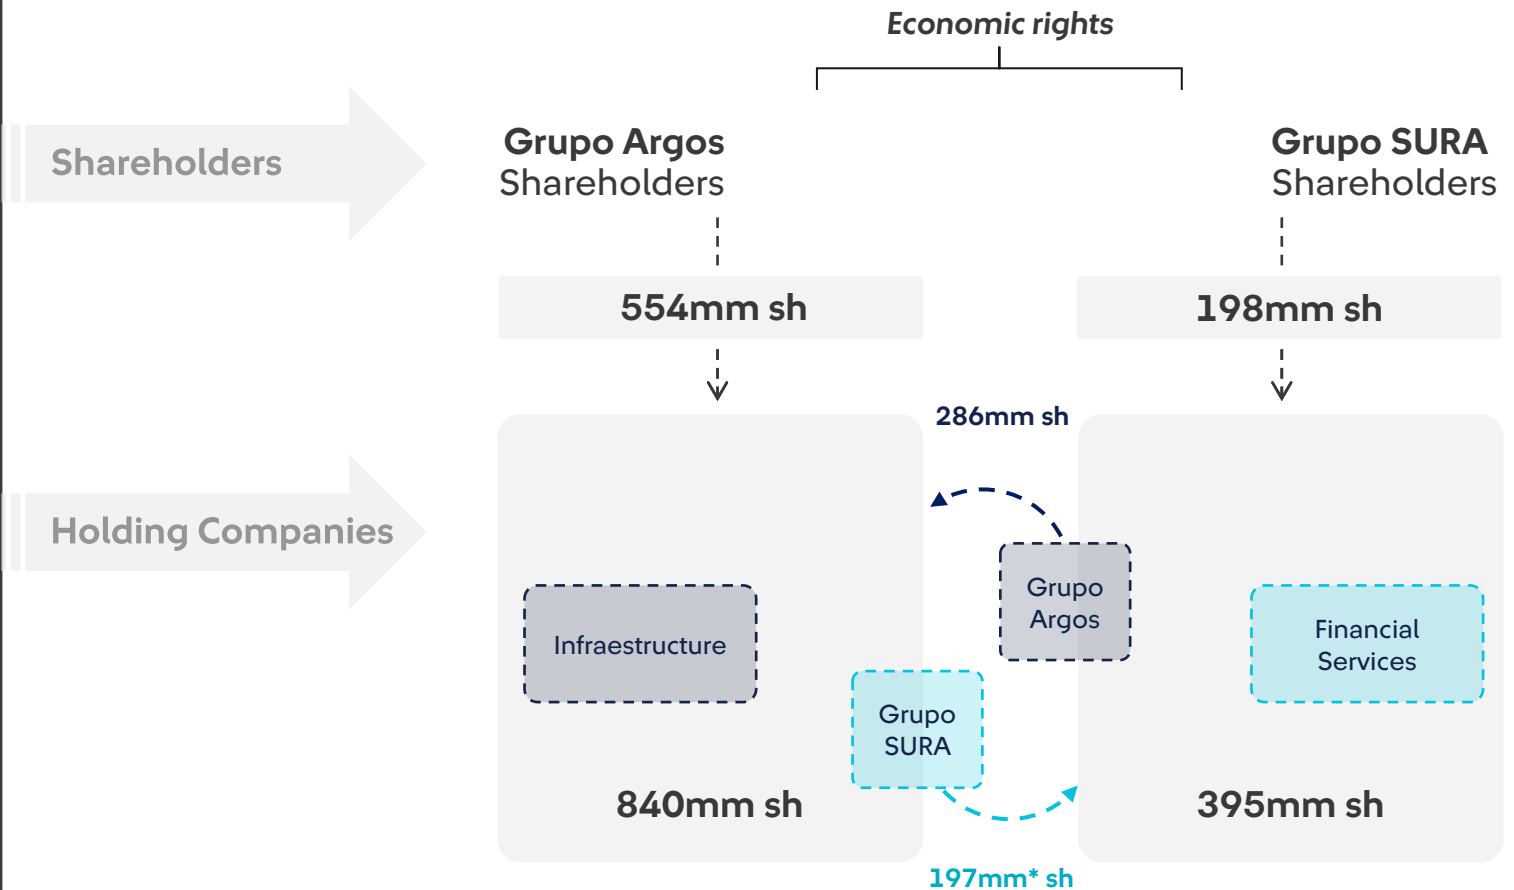 Economic rights
Shareholders
Grupo Argos
Shareholders
Grupo SURA
Shareholders
554mm sh
198mm sh
286mm sh
Holding Companies
Grupo
Argos
Infraestructure
Financial
Services
Grupo
SURA
840mm sh
395mm sh
197mm* sh